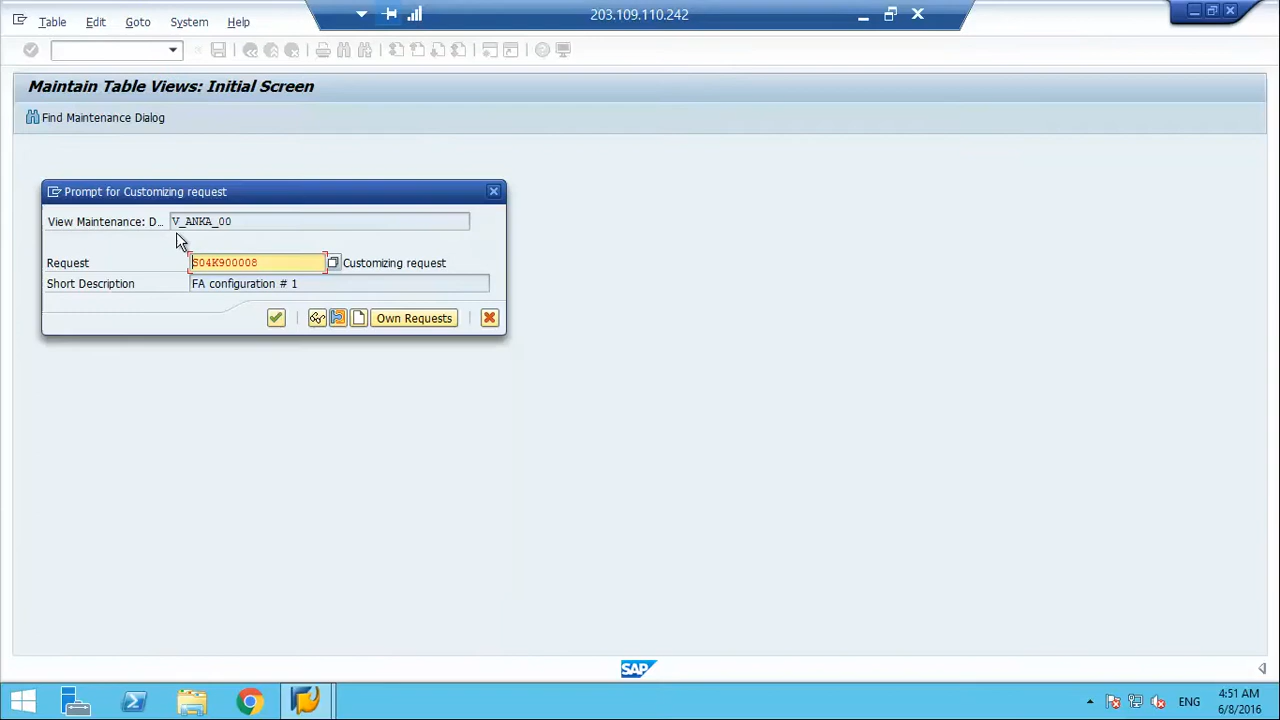 Table Edit Goto System Help
203.109.110.242
Maintain Table Views: Initial Screen
Find Maintenance Dialog
Prompt for Customizing request
View Maintenance: D... V_ANKA_00
Request S04K900008 Customizing request
Short Description FA configuration # 1
Own Requests
SAP
ENG
4:51 AM
6/8/2016